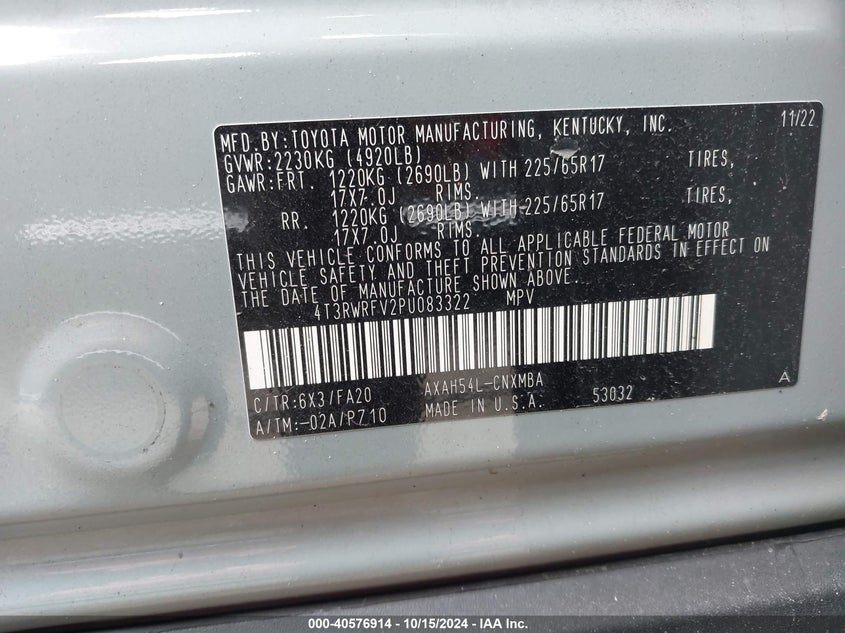 MFD.BY:TOYOTA MOTOR MANUFACTURING, KENTUCKY, INC. 11/22
GVWR:2230KG (4920LB)
GAWR:FRT. 1220KG (2690LB) WITH 225/65R17 TIRES,
17X7.0J RIMS,
RR. 1220KG (2690LB) WITH 225/65R17 TIRES,
17X7.0J RIMS
THIS VEHICLE CONFORMS TO ALL APPLICABLE FEDERAL MOTOR
VEHICLE SAFETY AND THEFT PREVENTION STANDARDS IN EFFECT ON
THE DATE OF MANUFACTURE SHOWN ABOVE.
4T3RWRFV2PU083322 MPV
C/TR:6X3/FA20 AXAH54L-CNXMBA A
A/TM:-02A/PZ10 MADE IN U.S.A. 53032
000-40576914 - 10/15/2024 - IAA Inc.